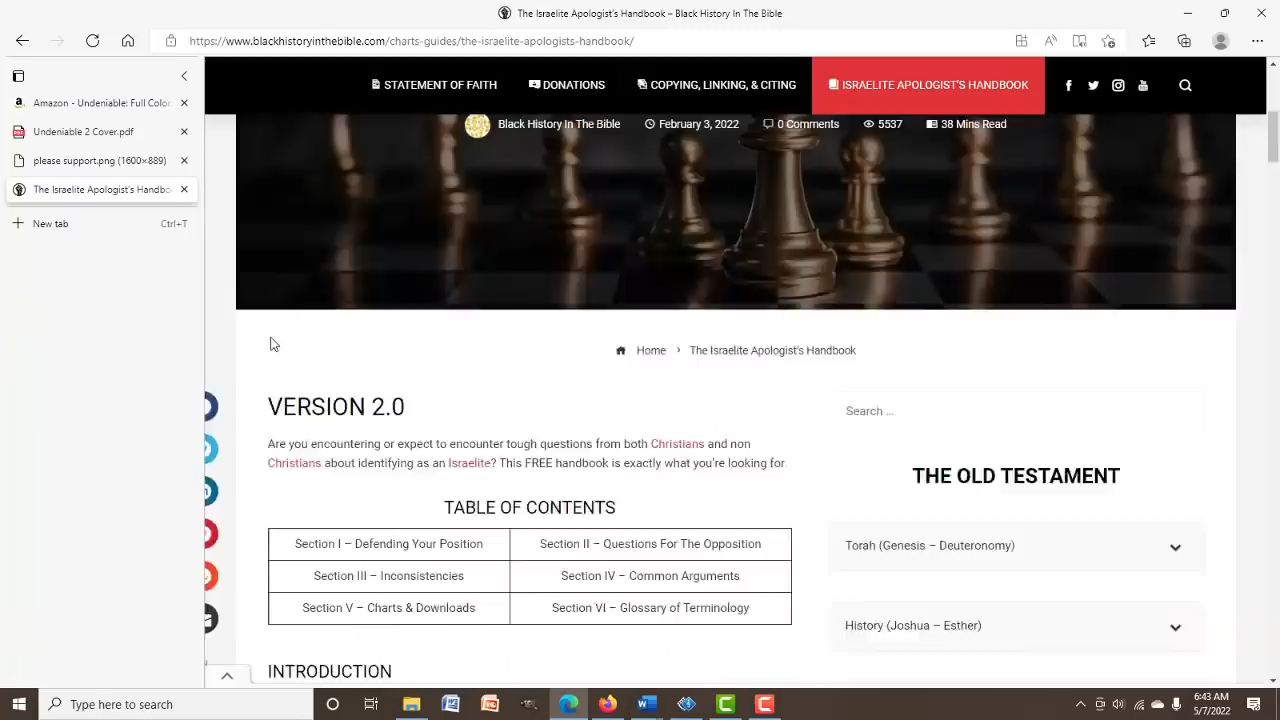 The Israelite Apologist's Handbo
https://www.blackhistoryinthebible.com/charts-guides/the-israelite-apologists-handbook/
Amazon - Undeniable: Full Color
Undeniable 2 Comp.pdf
please support.png (1600×889)
The Israelite Apologist's Handbo
New tab
Ctrl+T
STATEMENT OF FAITH
DONATIONS
COPYING, LINKING, & CITING
ISRAELITE APOLOGIST'S HANDBOOK
Black History In The Bible
February 3, 2022
0 Comments
5537
38 Mins Read
Home
The Israelite Apologist's Handbook
VERSION 2.0
Are you encountering or expect to encounter tough questions from both Christians and non
Christians about identifying as an Israelite? This FREE handbook is exactly what you're looking for.
TABLE OF CONTENTS
Section I – Defending Your Position
Section II – Questions For The Opposition
Section III – Inconsistencies
Section IV – Common Arguments
Section V – Charts & Downloads
Section VI – Glossary of Terminology
INTRODUCTION
Search ...
THE OLD TESTAMENT
Torah (Genesis – Deuteronomy)
History (Joshua – Esther)
Type here to search
6:43 AM
5/7/2022